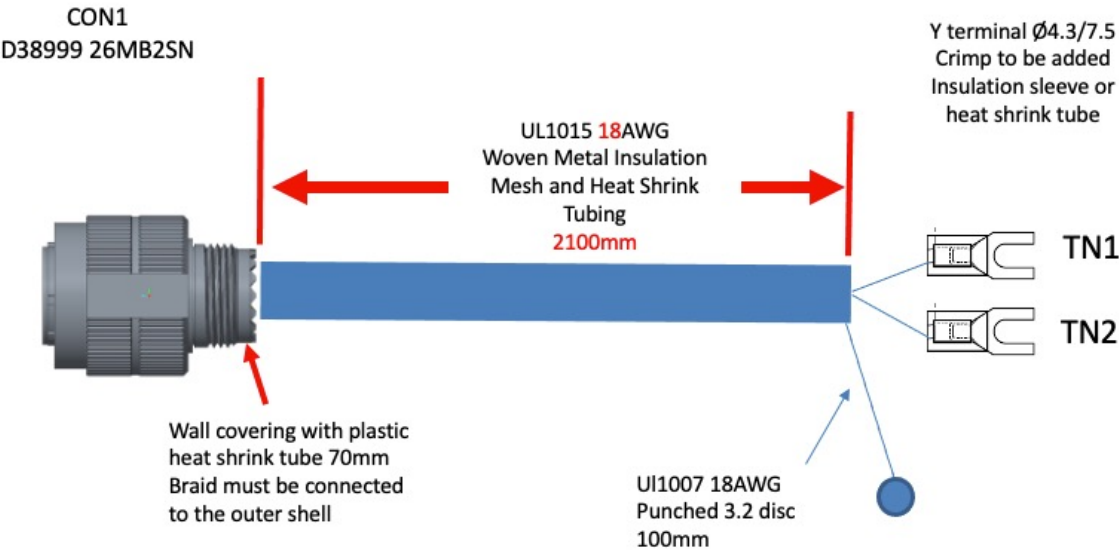 CON1
D38999 26MB2SN
Y terminal Ø4.3/7.5
Crimp to be added
Insulation sleeve or
heat shrink tube
UL1015 18AWG
Woven Metal Insulation
Mesh and Heat Shrink
Tubing
2100mm
TN1
TN2
Wall covering with plastic
heat shrink tube 70mm
Braid must be connected
to the outer shell
Ul1007 18AWG
Punched 3.2 disc
100mm